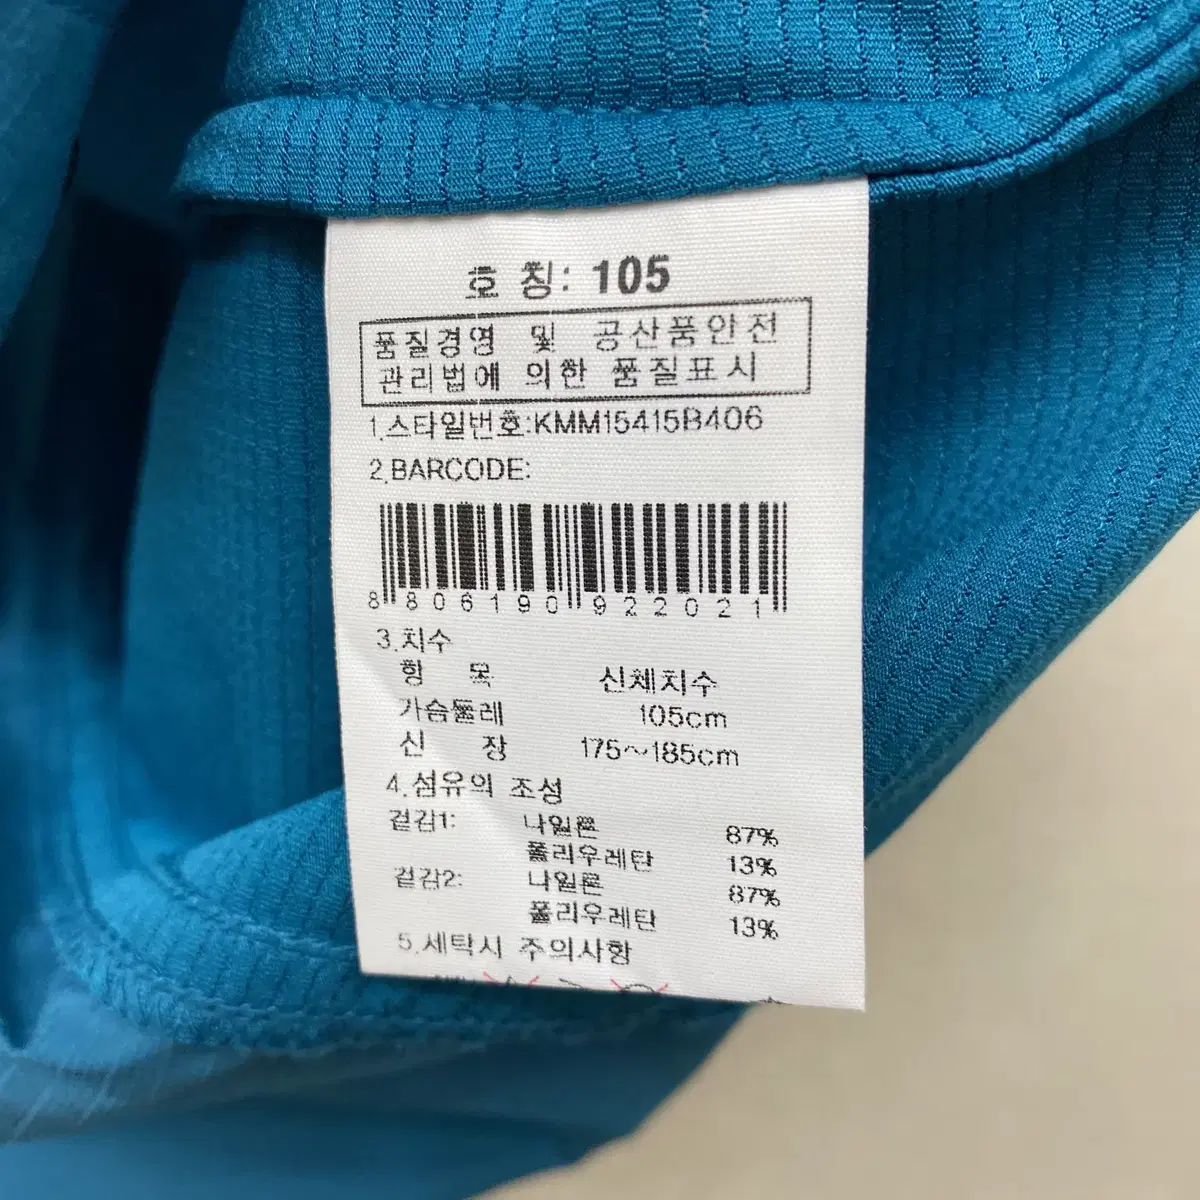 호 칭: 105
품질경영 및 공산품안전
관리법에 의한 품질표시
1.스타일번호:KMM15415B406
2.BARCODE:
8 806190 922021
3.치수
항 목 신체치수
가슴둘레 105cm
신 장 175~185cm
4.섬유의 조성
겉감1: 나일론 87%
폴리우레탄 13%
겉감2: 나일론 87%
폴리우레탄 13%
5.세탁시 주의사항